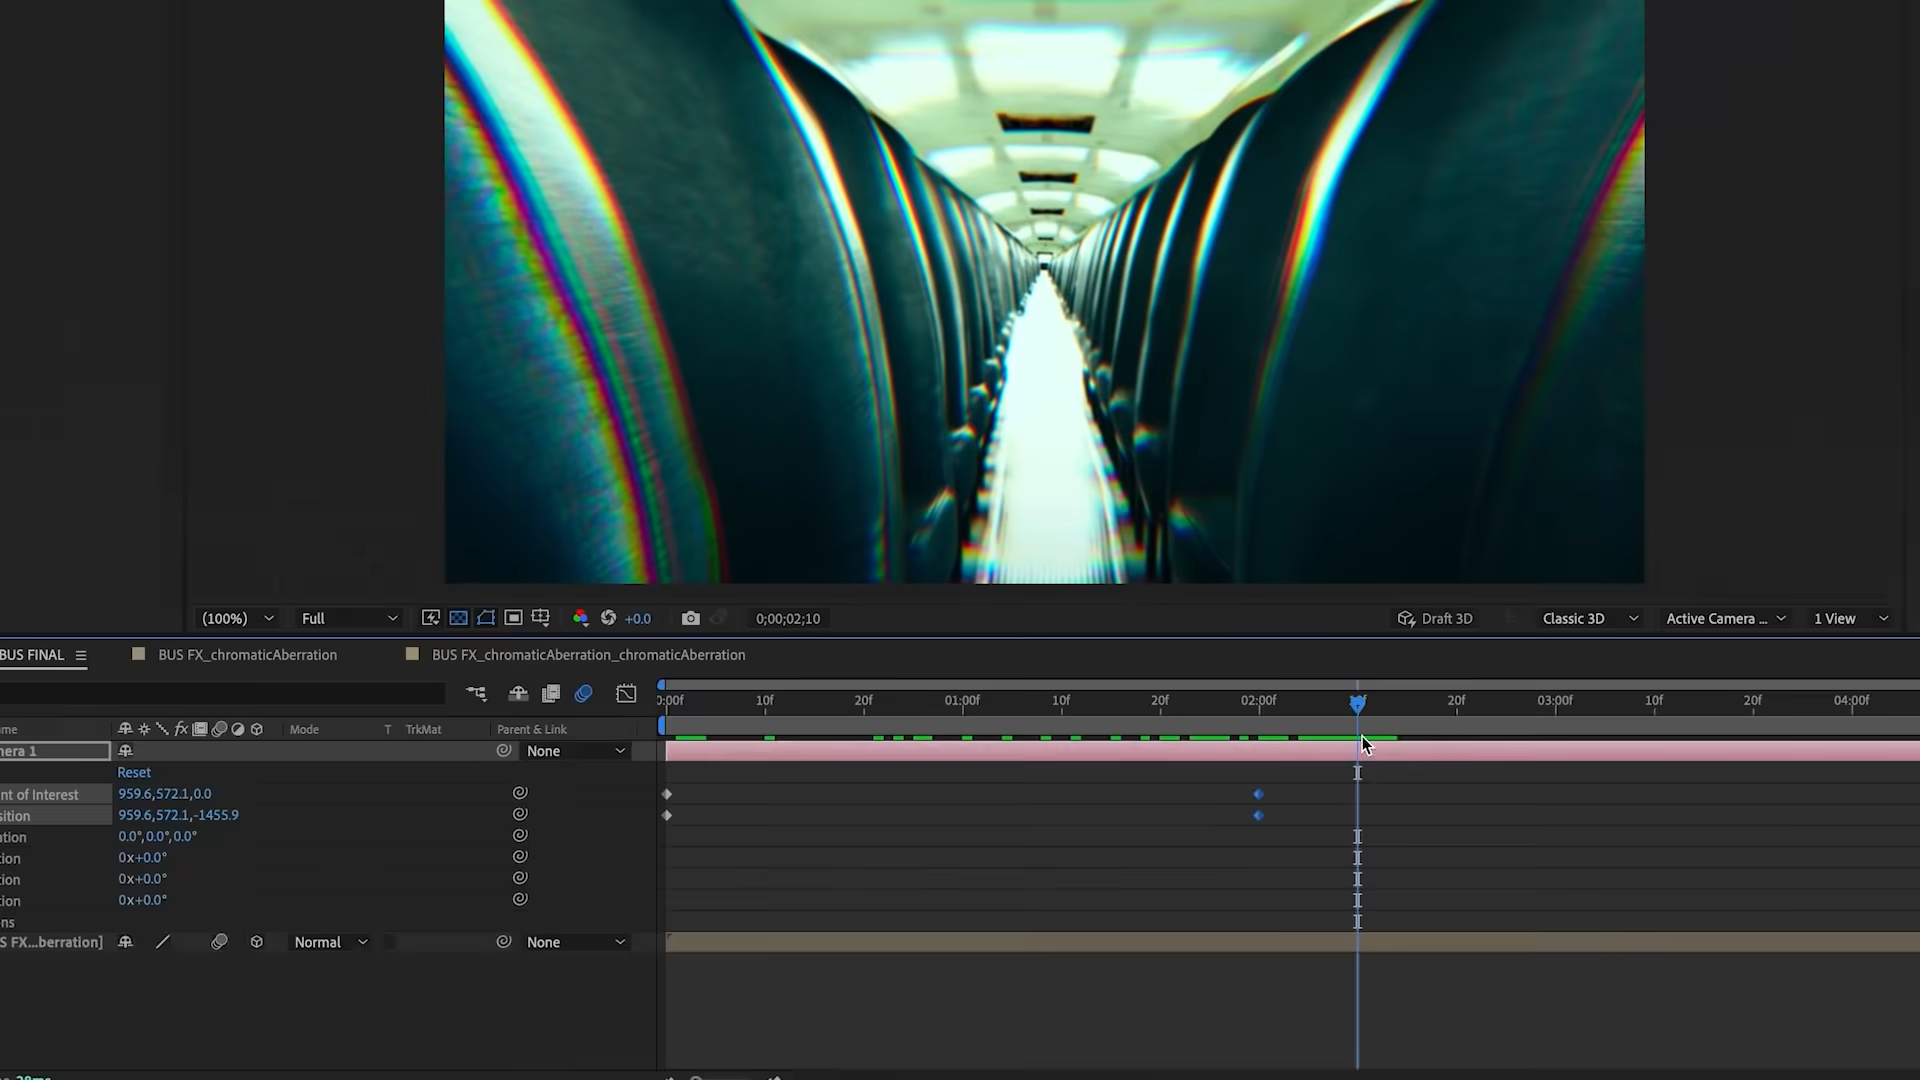 (100%) Full +0.0 0;00;02;10 Draft 3D Classic 3D Active Camera ... 1 View
BUS FINAL BUS FX_chromaticAberration BUS FX_chromaticAberration_chromaticAberration
0:00f 10f 20f 01:00f 10f 20f 02:00f 20f 03:00f 10f 20f 04:00f
ame fx Mode T TrkMat Parent & Link
nera 1 None
Reset
nt of Interest 959.6,572.1,0.0
sition 959.6,572.1,-1455.9
ation 0.0°,0.0°,0.0°
tion 0x+0.0°
tion 0x+0.0°
tion 0x+0.0°
ns
S FX...berration] Normal None